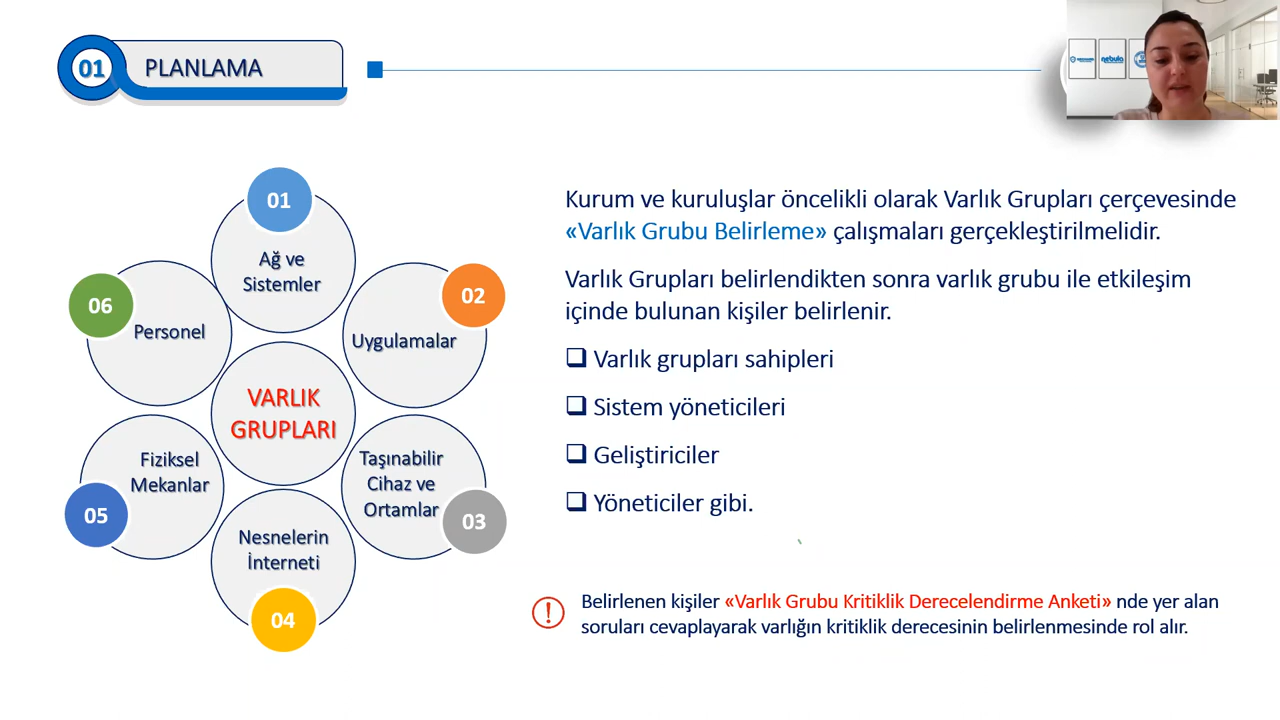 01 PLANLAMA
nebula
01
Ağ ve
Sistemler
02
Uygulamalar
03
Taşınabilir
Cihaz ve
Ortamlar
04
Nesnelerin
İnterneti
05
Fiziksel
Mekanlar
06
Personel
VARLIK
GRUPLARI
Kurum ve kuruluşlar öncelikli olarak Varlık Grupları çerçevesinde
«Varlık Grubu Belirleme» çalışmaları gerçekleştirilmelidir.
Varlık Grupları belirlendikten sonra varlık grubu ile etkileşim
içinde bulunan kişiler belirlenir.
❑ Varlık grupları sahipleri
❑ Sistem yöneticileri
❑ Geliştiriciler
❑ Yöneticiler gibi.
Belirlenen kişiler «Varlık Grubu Kritiklik Derecelendirme Anketi» nde yer alan
soruları cevaplayarak varlığın kritiklik derecesinin belirlenmesinde rol alır.